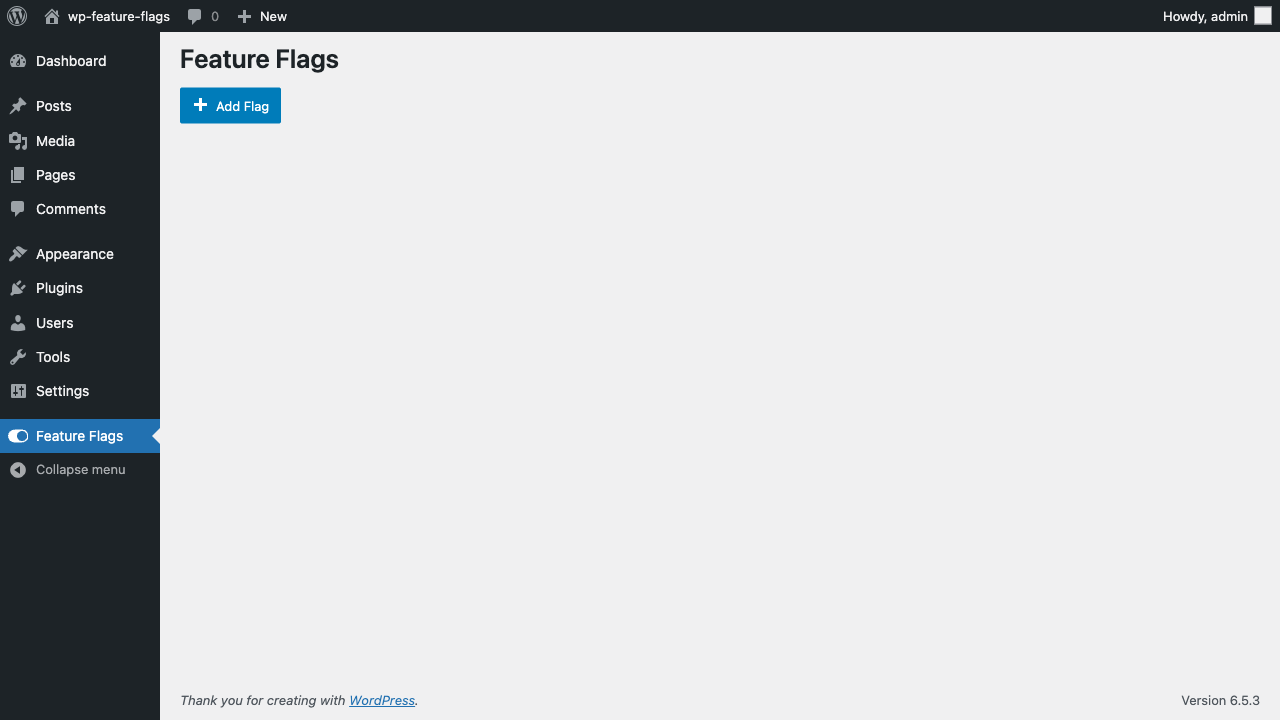 wp-feature-flags 0 New Howdy, admin
Dashboard
Posts
Media
Pages
Comments
Appearance
Plugins
Users
Tools
Settings
Feature Flags
Collapse menu
Feature Flags
Add Flag
Thank you for creating with WordPress. Version 6.5.3